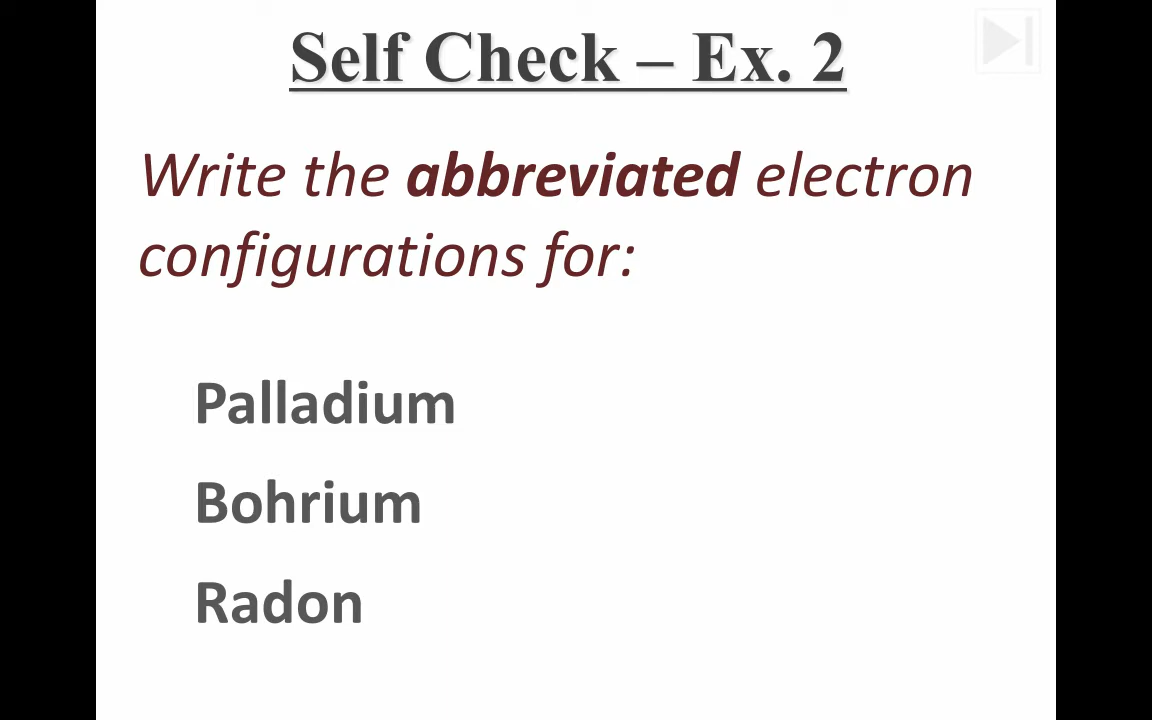 Self Check – Ex. 2
Write the abbreviated electron
configurations for:
Palladium
Bohrium
Radon